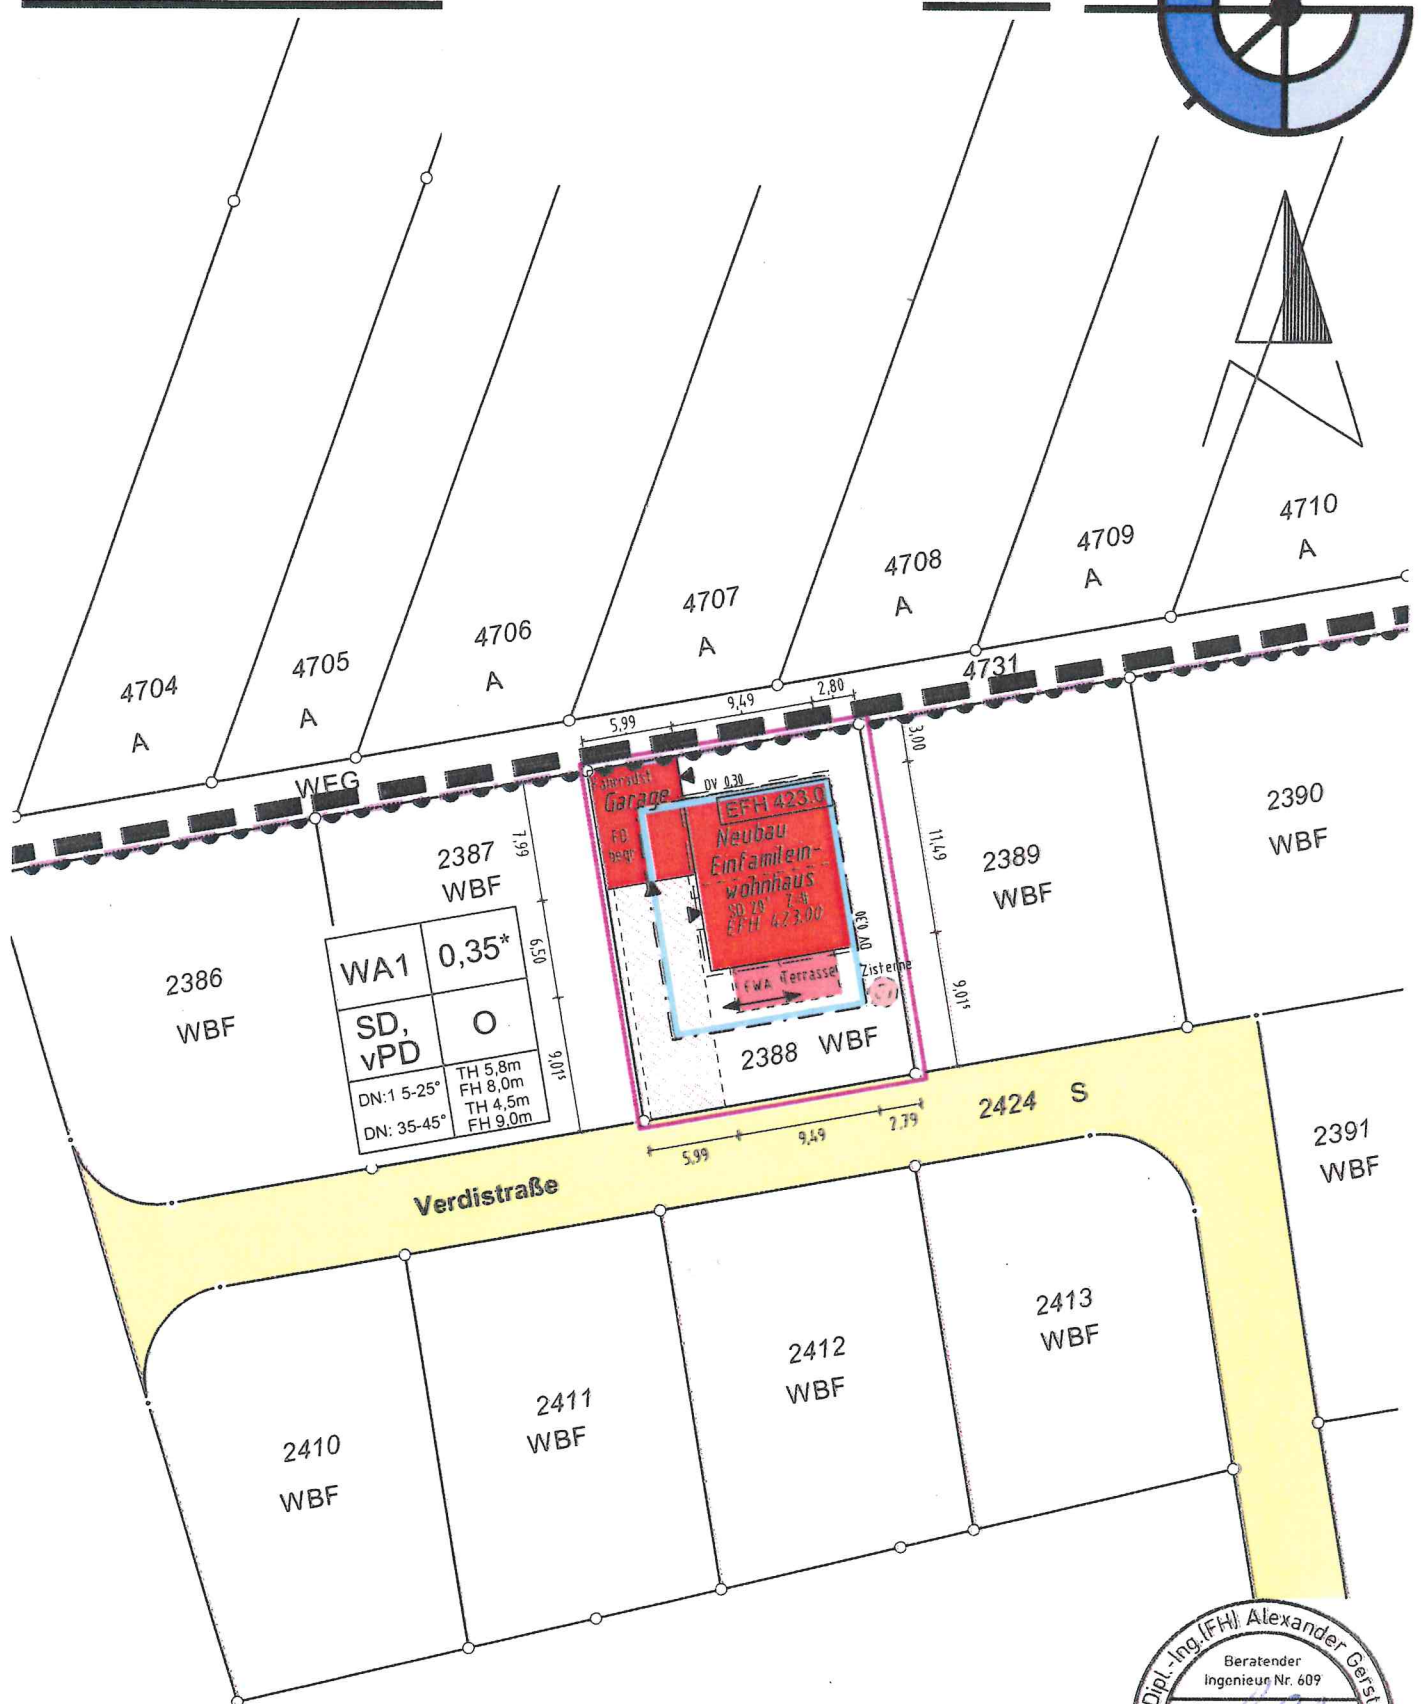 4710
A
4709
A
4708
A
4707
A
4706
A
4705
A
4704
A
4731
WEG
5,99
9,49
2,80
3,00
11,49
9,01⁵
7,99
6,50
9,01⁵
Garage
FD
DV 0.30
EFH 423.0
Neubau
Einfamilein-
wohnhaus
EFH 423.00
DV 0.30
Terrasse
Zisterne
2388 WBF
2387
WBF
2386
WBF
2389
WBF
2390
WBF
WA1
0,35*
SD,
vPD
O
DN:1 5-25°
DN: 35-45°
TH 5,8m
FH 8,0m
TH 4,5m
FH 9,0m
5,99
9,49
2,79
2424 S
Verdistraße
2391
WBF
2413
WBF
2412
WBF
2411
WBF
2410
WBF
Dipl.-Ing.(FH) Alexander Gerst
Beratender
Ingenieur Nr. 609